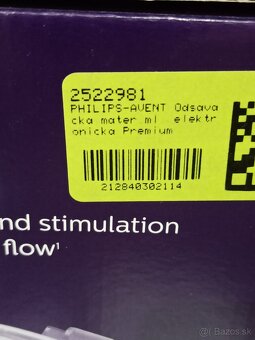 2522981
PHILIPS-AVENT Odsava
cka mater ml. elektr
onicka Premium
212840302114
nd stimulation
flow¹
Bazos.sk